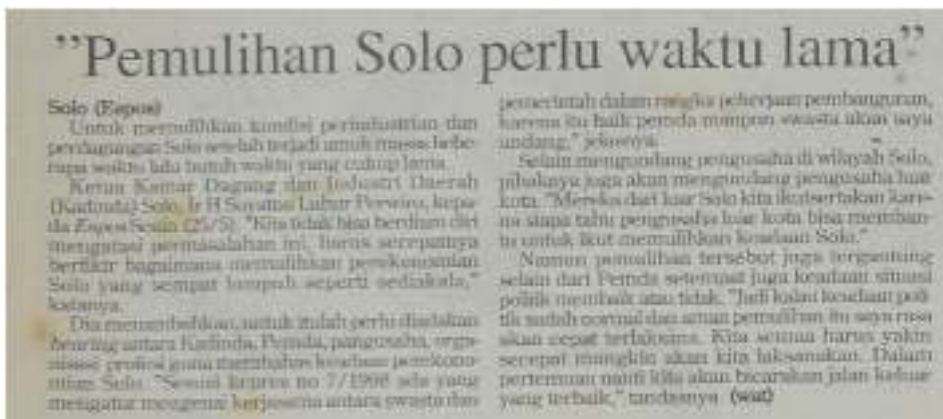 "Pemulihan Solo perlu waktu lama"
Solo (Espos)
Untuk memulihkan kondisi perindustrian dan
perdagangan Solo setelah terjadi amuk massa bebe-
rapa waktu lalu butuh waktu yang cukup lama.
Ketua Kamar Dagang dan Industri Daerah
(Kadinda) Solo, Ir H Suyatno Luhur Perwiro, kepa-
da Espos Senin (25/5). "Kita tidak bisa berdiam diri
mengatasi permasalahan ini, harus secepatnya
berfikir bagaimana memulihkan perekonomian
Solo yang sempat lumpuh seperti sediakala,"
katanya.
Dia menambahkan, untuk itulah perlu diadakan
hearing antara Kadinda, Pemda, pengusaha, orga-
nisasi profesi guna membahas keadaan perekono-
mian Solo. "Sesuai Keppres no 7/1998 ada yang
mengatur mengenai kerjasama antara swasta dan
pemerintah dalam rangka pekerjaan pembangunan,
karena itu baik pemda maupun swasta akan saya
undang," jelasnya.
Selain mengundang pengusaha di wilayah Solo,
pihaknya juga akan mengundang pengusaha luar
kota. "Mereka dari luar Solo kita ikutsertakan kare-
na siapa tahu pengusaha luar kota bisa memban-
tu untuk ikut memulihkan keadaan Solo."
Namun pemulihan tersebut juga tergantung
selain dari Pemda setempat juga keadaan situasi
politik membaik atau tidak. "Jadi kalau keadaan poli-
tik sudah normal dan aman pemulihan itu saya rasa
akan cepat terlaksana. Kita semua harus yakin
secepat mungkin akan kita laksanakan. Dalam
pertemuan nanti kita akan bicarakan jalan keluar
yang terbaik," tandasnya (wat)